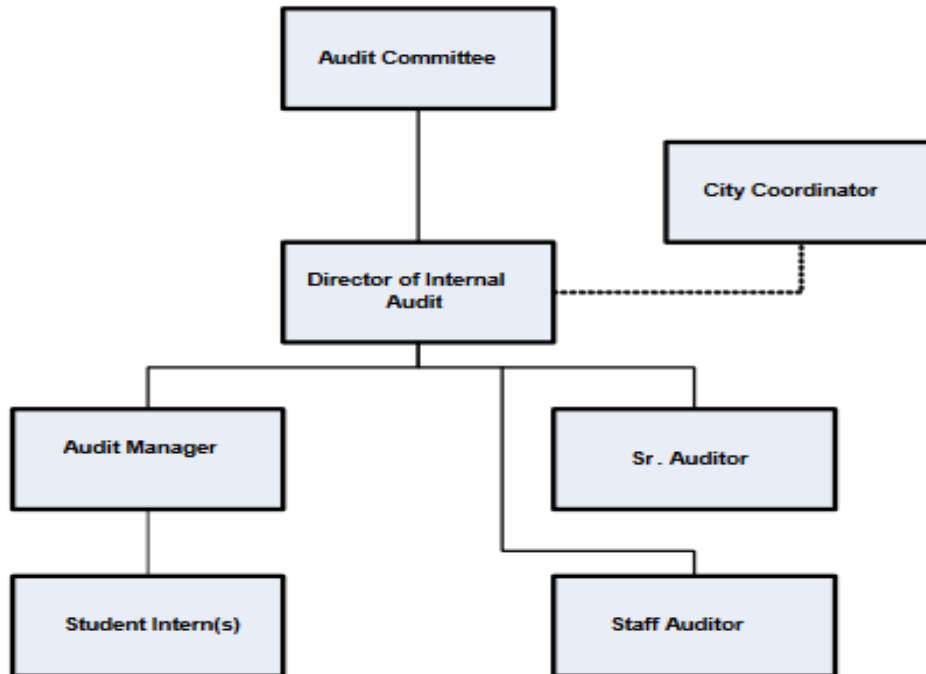 Audit Committee
City Coordinator
Director of Internal
Audit
Audit Manager
Sr. Auditor
Student Intern(s)
Staff Auditor